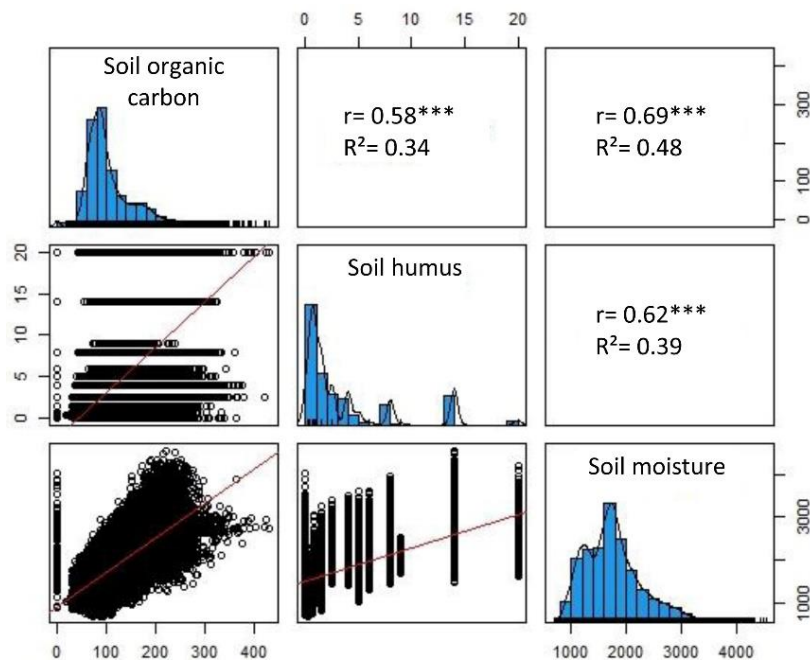 0 5 10 15 20
Soil organic
carbon
r= 0.58***
R²= 0.34
r= 0.69***
R²= 0.48
0 100 300
0 5 10 15 20
Soil humus
r= 0.62***
R²= 0.39
Soil moisture
1000 3000
0 100 200 300 400
1000 2000 3000 4000